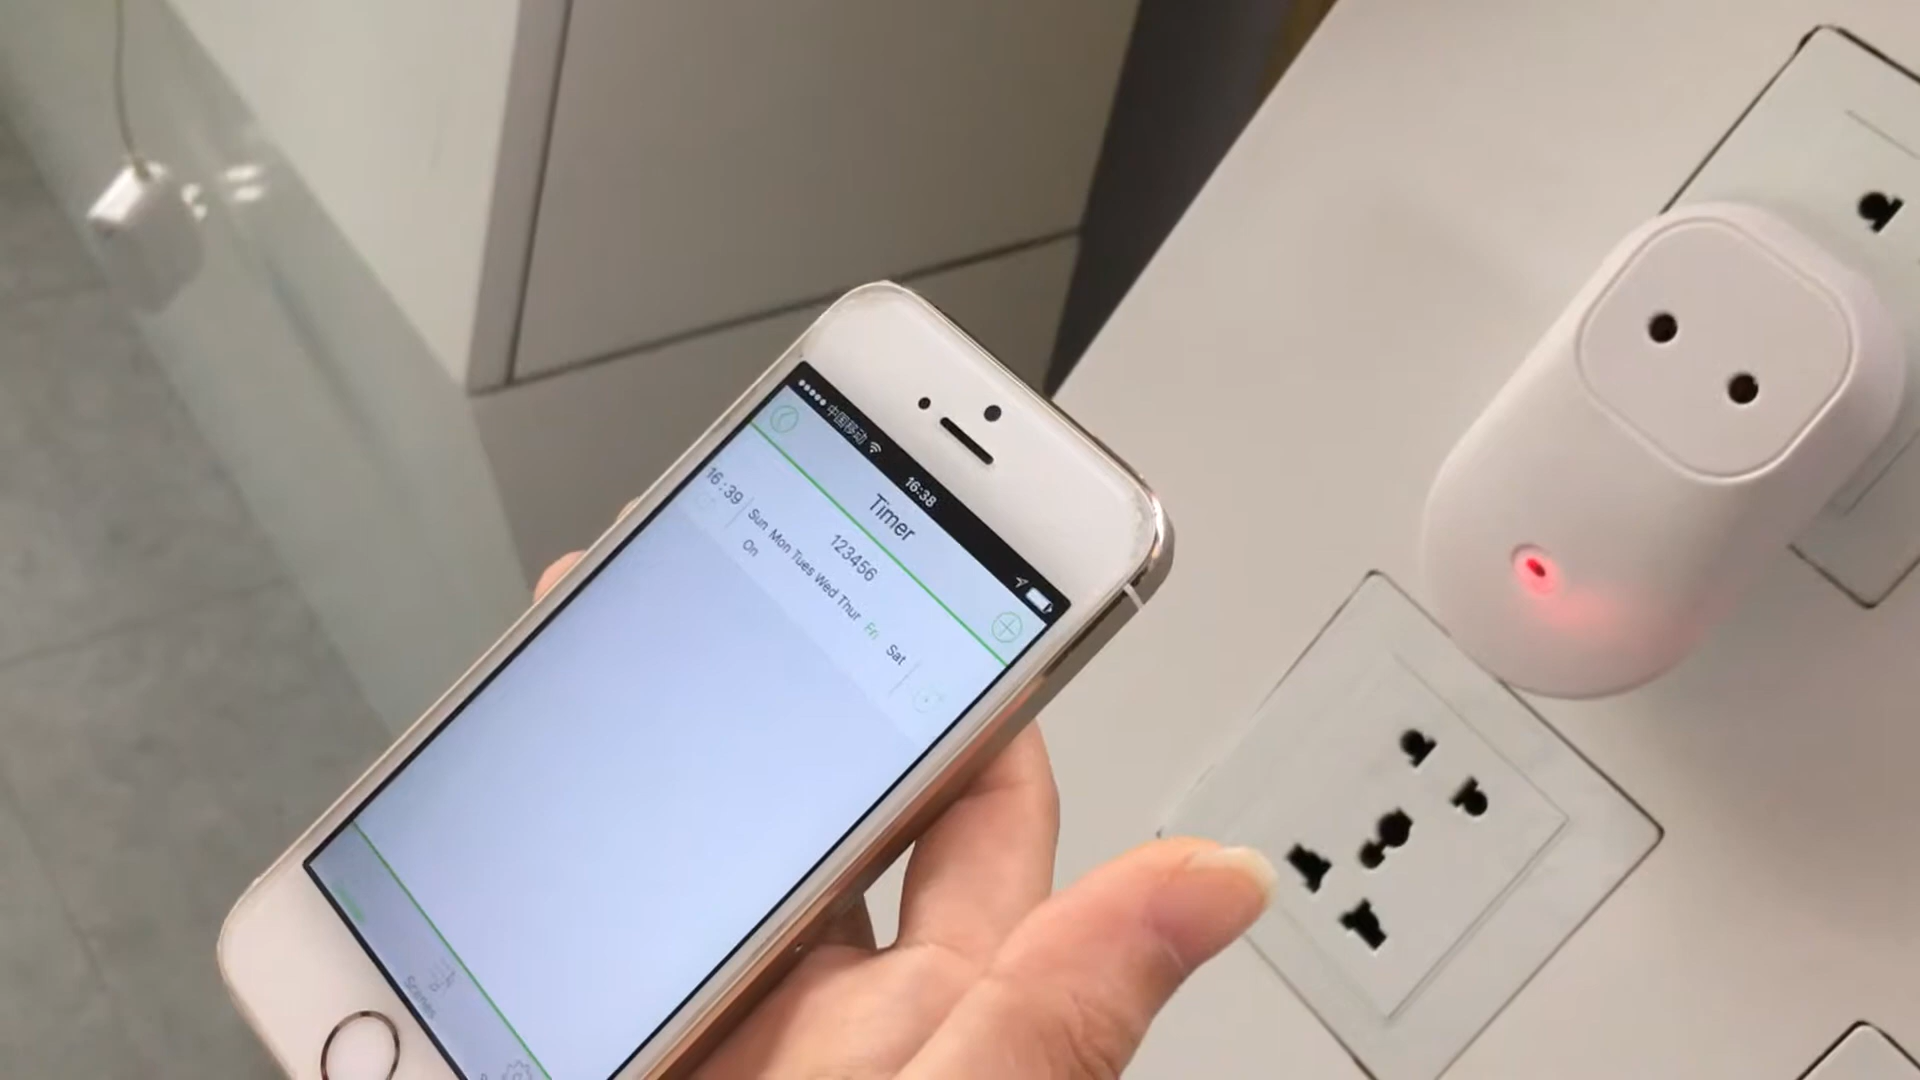 中国移动 16:38
Timer
16:39
123456
Sun Mon Tues Wed Thur Fri Sat
On
Scenes